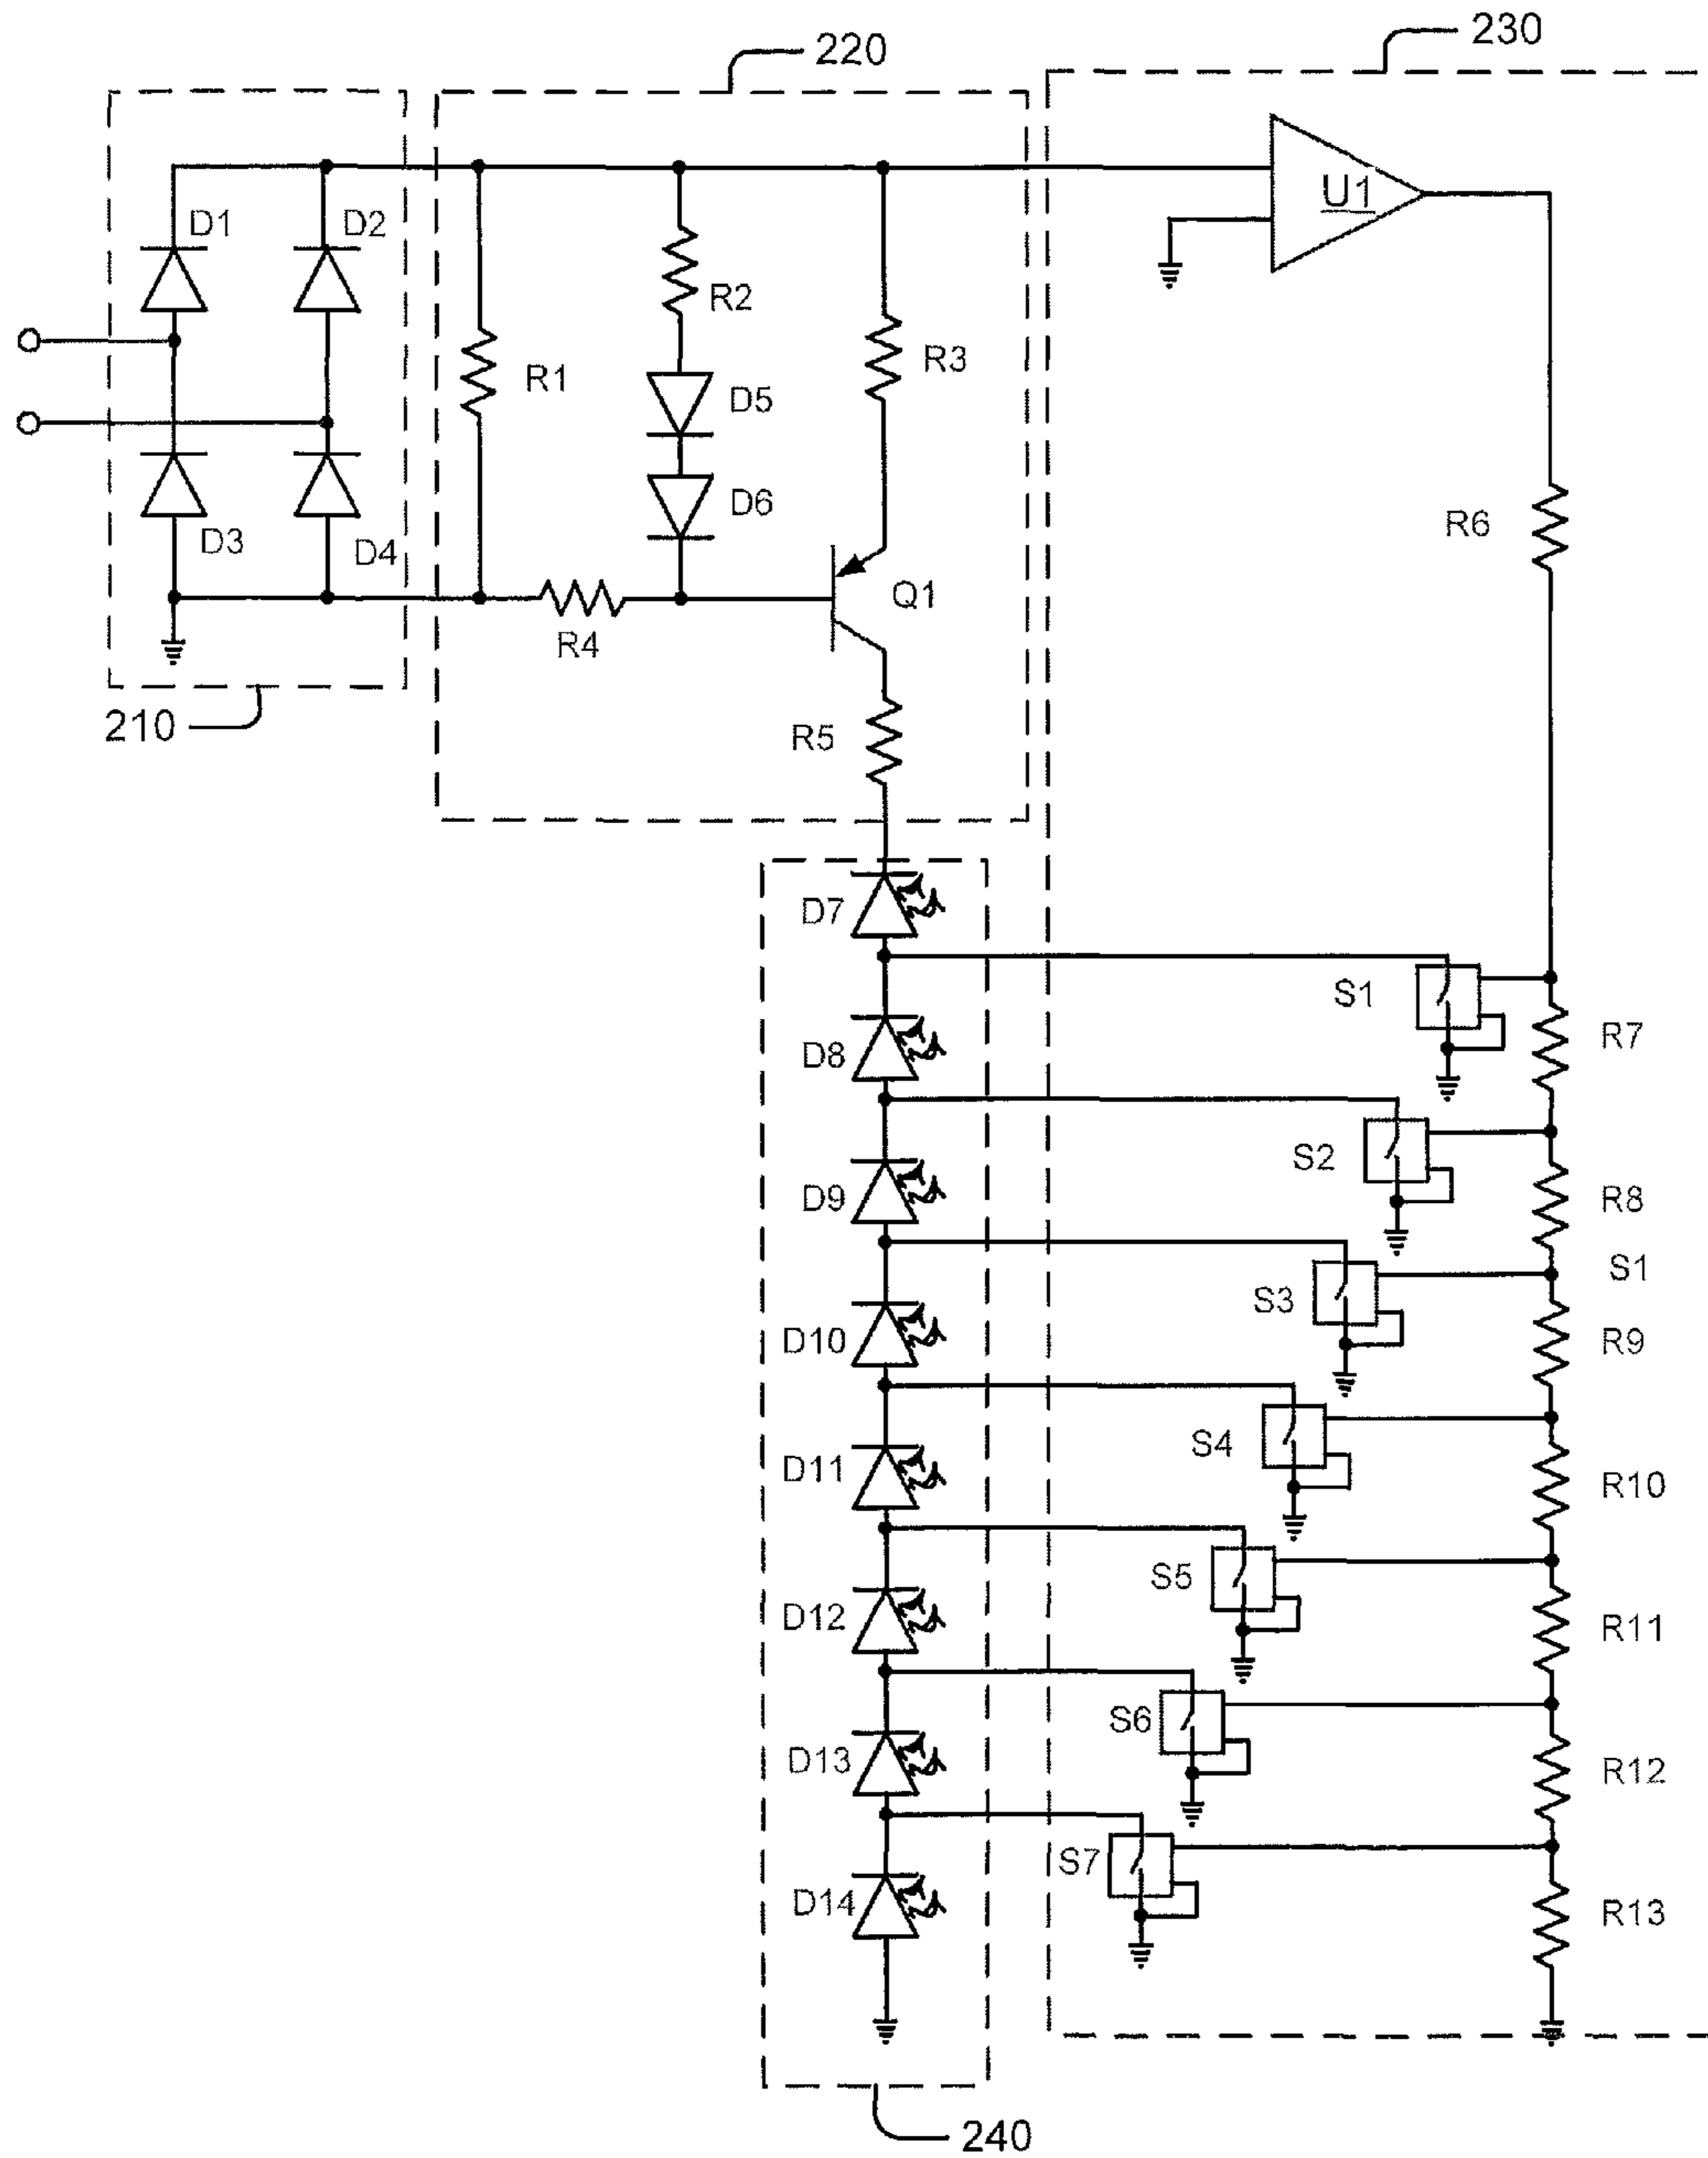 230
220
U1
D1
D2
R2
R1
R3
D5
R6
D6
D3
D4
Q1
R4
210
R5
D7
S1
R7
D8
S2
D9
R8
S1
S3
D10
R9
S4
D11
R10
S5
D12
R11
S6
D13
R12
S7
D14
R13
240